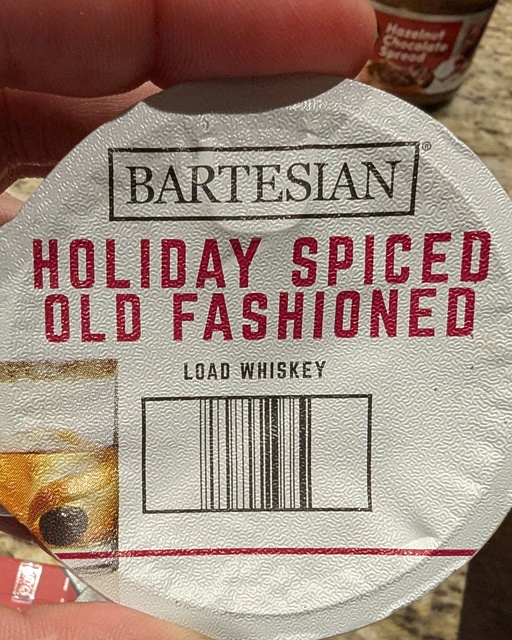 Hazelnut
Chocolate
Spread
BARTESIAN®
HOLIDAY SPICED
OLD FASHIONED
LOAD WHISKEY